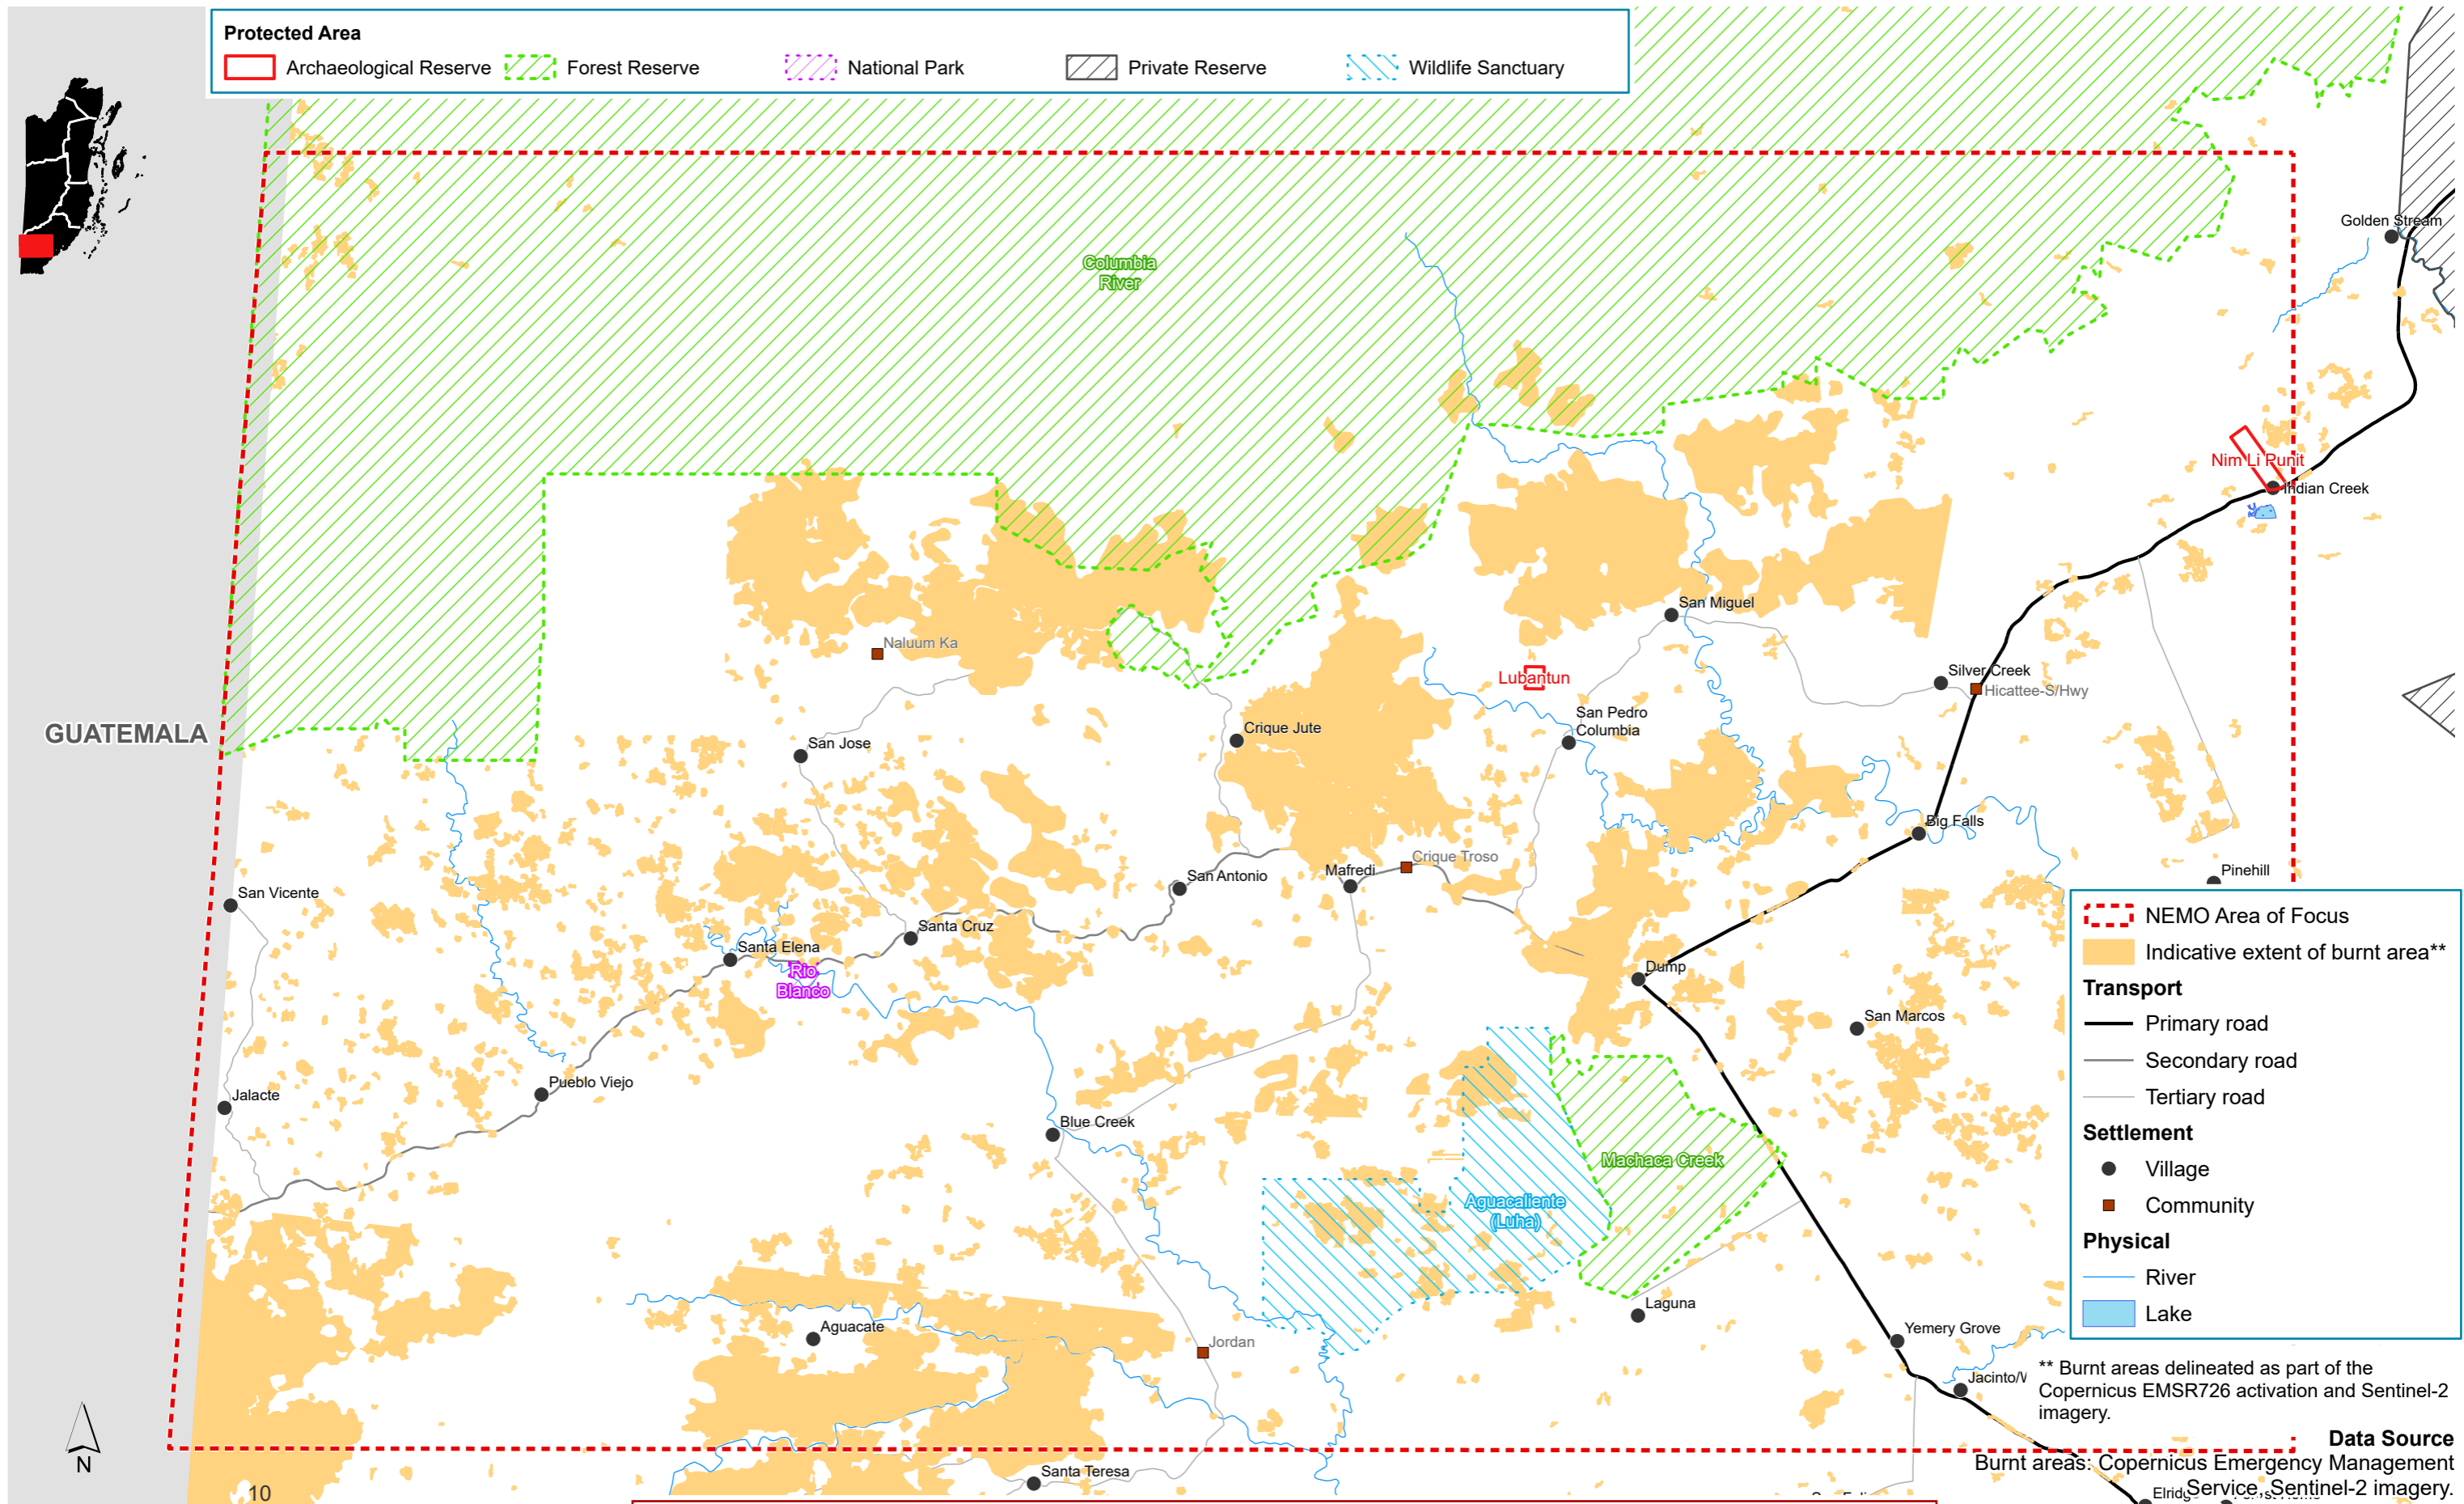 Protected Area
Archaeological Reserve
Forest Reserve
National Park
Private Reserve
Wildlife Sanctuary
Golden Stream
Columbia
River
Nim Li Punit
Indian Creek
San Miguel
Naluum Ka
Lubantun
Silver Creek
Hicattee-S/Hwy
GUATEMALA
San Pedro
Columbia
Crique Jute
San Jose
Big Falls
Crique Troso
Mafredi
San Antonio
Pinehill
San Vicente
Santa Cruz
Santa Elena
Rio
Blanco
Dump
San Marcos
Pueblo Viejo
Jalacte
Blue Creek
Machaca Creek
Aguacaliente
(Luha)
Laguna
Aguacate
Jordan
Yemery Grove
Jacinto/V
Santa Teresa
NEMO Area of Focus
Indicative extent of burnt area**
Transport
Primary road
Secondary road
Tertiary road
Settlement
Village
Community
Physical
River
Lake
** Burnt areas delineated as part of the
Copernicus EMSR726 activation and Sentinel-2
imagery.
Data Source
Burnt areas: Copernicus Emergency Management
Service, Sentinel-2 imagery.
N
10